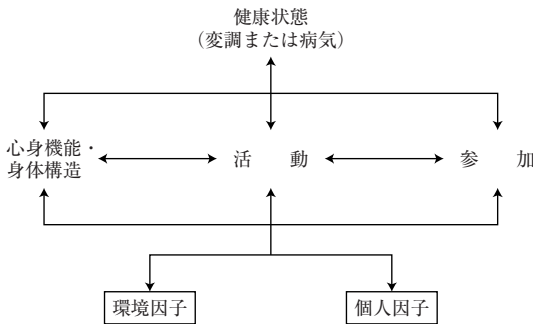 健康状態
（変調または病気）
心身機能・
身体構造
活　動
参　加
環境因子
個人因子